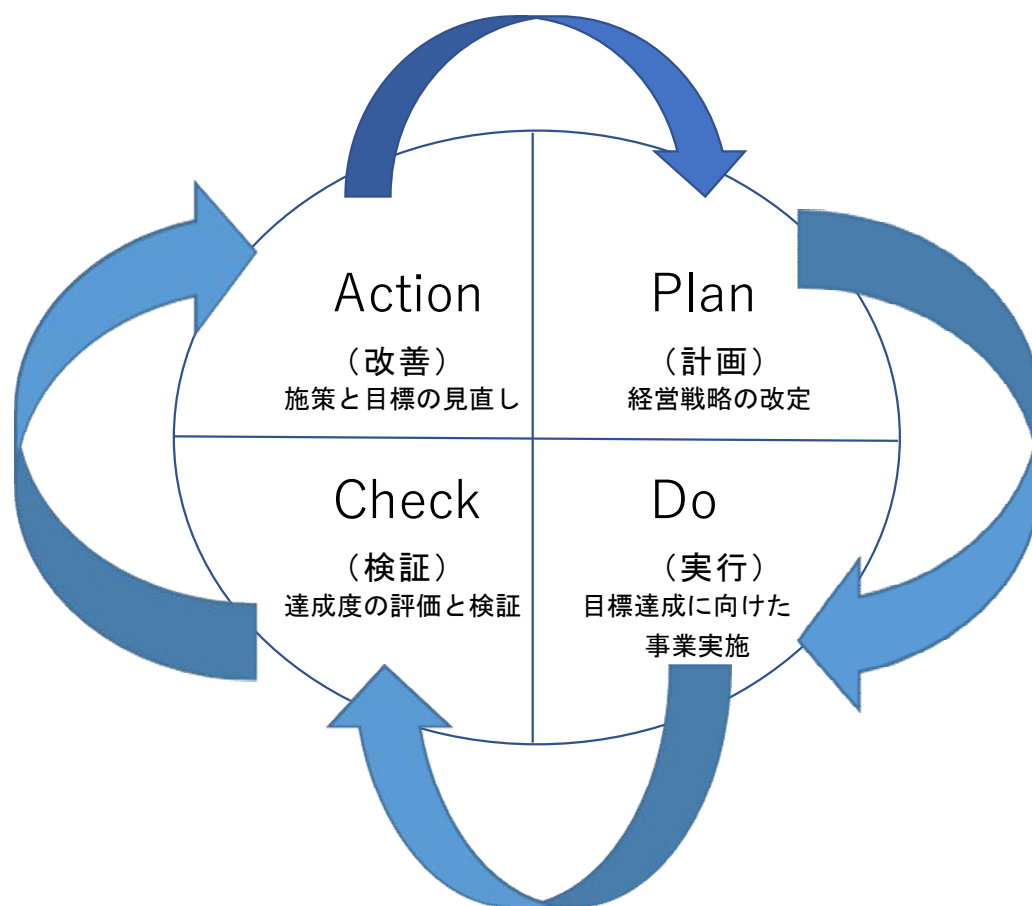 Action
（改善）
施策と目標の見直し
Plan
（計画）
経営戦略の改定
Check
（検証）
達成度の評価と検証
Do
（実行）
目標達成に向けた
事業実施